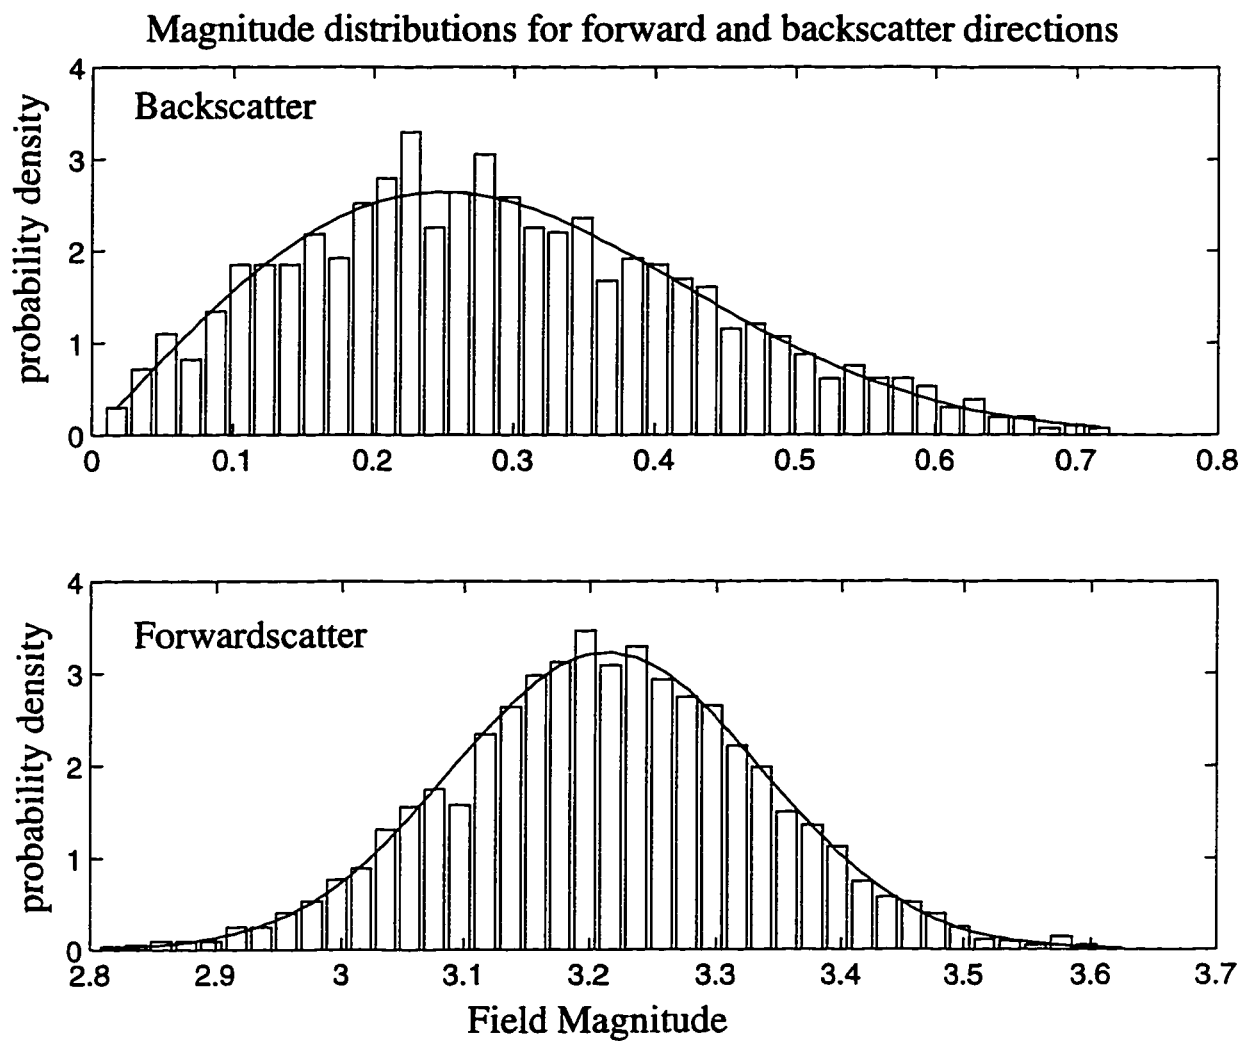 Magnitude distributions for forward and backscatter directions
4
Backscatter
3
probability density
2
1
0
0 0.1 0.2 0.3 0.4 0.5 0.6 0.7 0.8
4
Forwardscatter
3
probability density
2
1
0
2.8 2.9 3 3.1 3.2 3.3 3.4 3.5 3.6 3.7
Field Magnitude